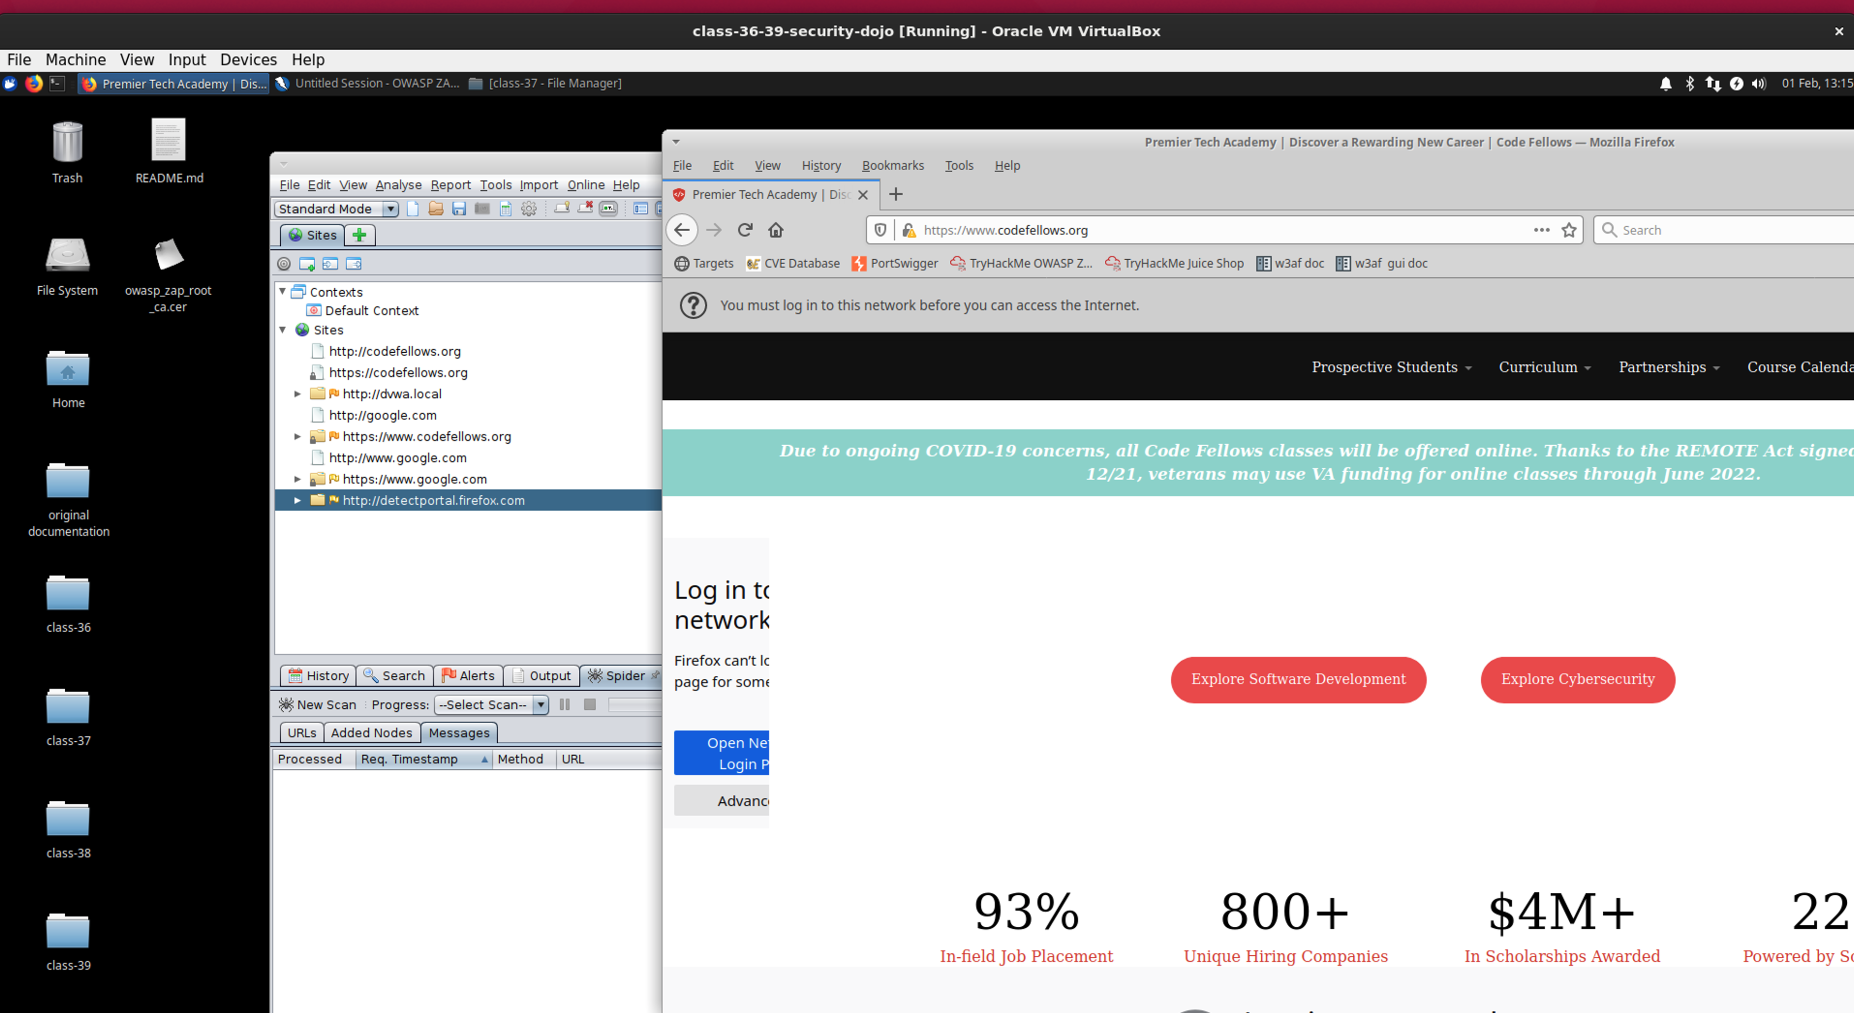 class-36-39-security-dojo [Running] - Oracle VM VirtualBox
File Machine View Input Devices Help
Premier Tech Academy | Dis... Untitled Session - OWASP ZA... [class-37 - File Manager] 01 Feb, 13:15
Trash
README.md
File System
owasp_zap_root
_ca.cer
Home
original
documentation
class-36
class-37
class-38
class-39
File Edit View Analyse Report Tools Import Online Help
Standard Mode
Sites
Contexts
Default Context
Sites
http://codefellows.org
https://codefellows.org
http://dvwa.local
http://google.com
https://www.codefellows.org
http://www.google.com
https://www.google.com
http://detectportal.firefox.com
History Search Alerts Output Spider
New Scan Progress: --Select Scan--
URLs Added Nodes Messages
Processed Req. Timestamp Method URL
Premier Tech Academy | Discover a Rewarding New Career | Code Fellows — Mozilla Firefox
File Edit View History Bookmarks Tools Help
Premier Tech Academy | Disc
https://www.codefellows.org Search
Targets CVE Database PortSwigger TryHackMe OWASP Z... TryHackMe Juice Shop w3af doc w3af gui doc
You must log in to this network before you can access the Internet.
Prospective Students Curriculum Partnerships Course Calenda
Due to ongoing COVID-19 concerns, all Code Fellows classes will be offered online. Thanks to the REMOTE Act signed
12/21, veterans may use VA funding for online classes through June 2022.
Log in to
network
Firefox can't lo
page for some
Open Net
Login P
Advanc
Explore Software Development Explore Cybersecurity
93% 800+ $4M+ 22
In-field Job Placement Unique Hiring Companies In Scholarships Awarded Powered by Sc